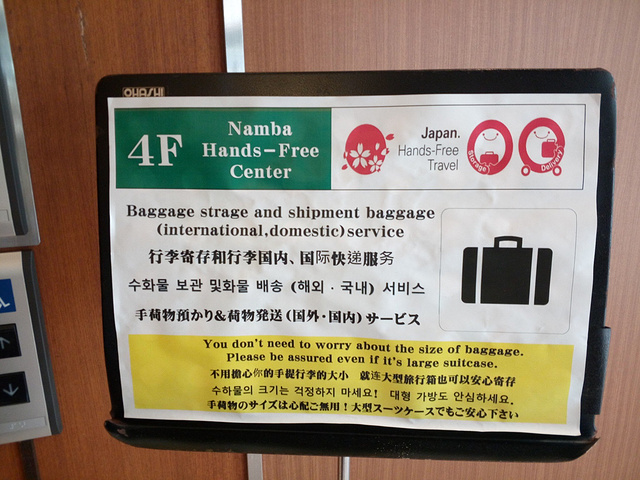 OHASHI
4F
Namba
Hands-Free
Center
Japan.
Hands-Free
Travel
Storage
Delivery
Baggage strage and shipment baggage
(international,domestic)service
行李寄存和行李国内、国际快递服务
수화물 보관 및화물 배송 (해외·국내) 서비스
手荷物預かり&荷物発送(国外・国内)サービス
You don't need to worry about the size of baggage.
Please be assured even if it's large suitcase.
不用擔心你的手提行李的大小 就连大型旅行箱也可以安心寄存
수하물의 크기는 걱정하지 마세요! 대형 가방도 안심하세요.
手荷物のサイズは心配ご無用!大型スーツケースでもご安心下さい